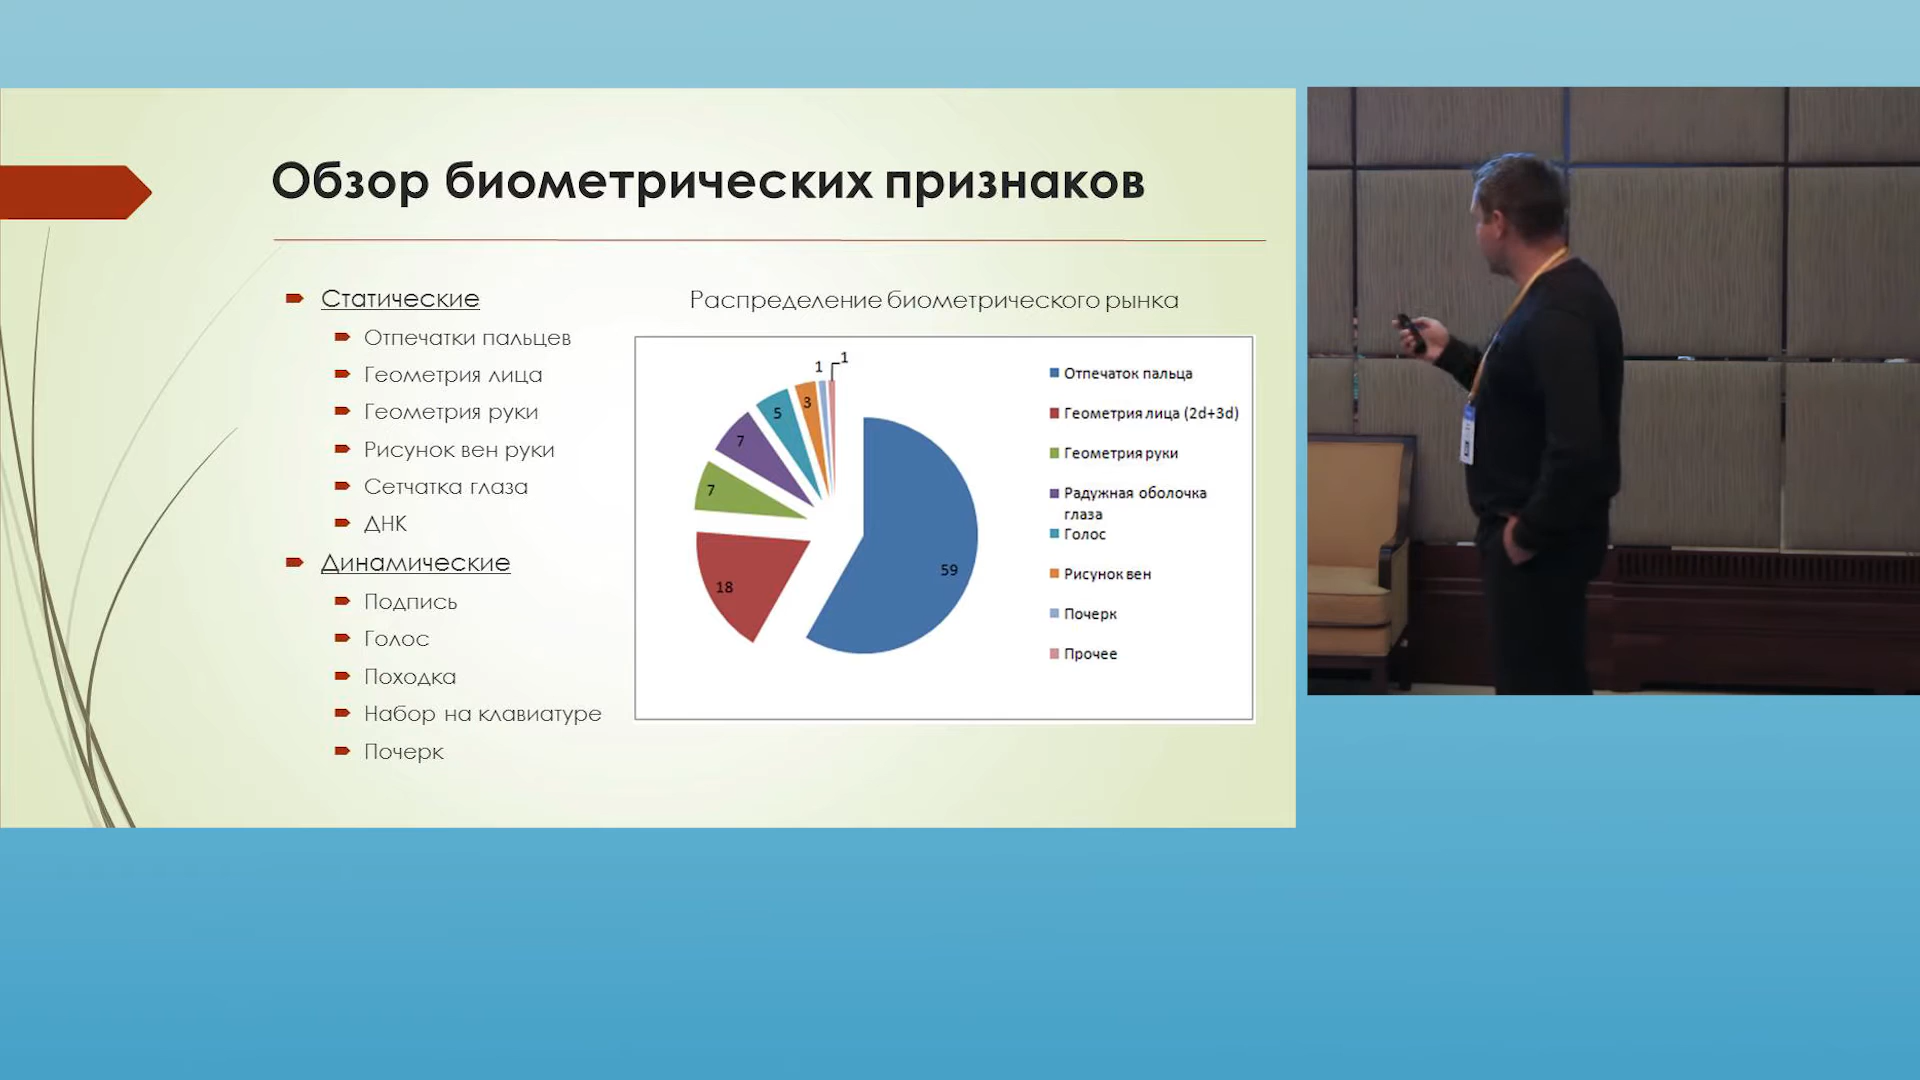 Обзор биометрических признаков
Статические
Отпечатки пальцев
Геометрия лица
Геометрия руки
Рисунок вен руки
Сетчатка глаза
ДНК
Динамические
Подпись
Голос
Походка
Набор на клавиатуре
Почерк
Распределение биометрического рынка
1
1
3
5
7
7
18
59
Отпечаток пальца
Геометрия лица (2d+3d)
Геометрия руки
Радужная оболочка
глаза
Голос
Рисунок вен
Почерк
Прочее